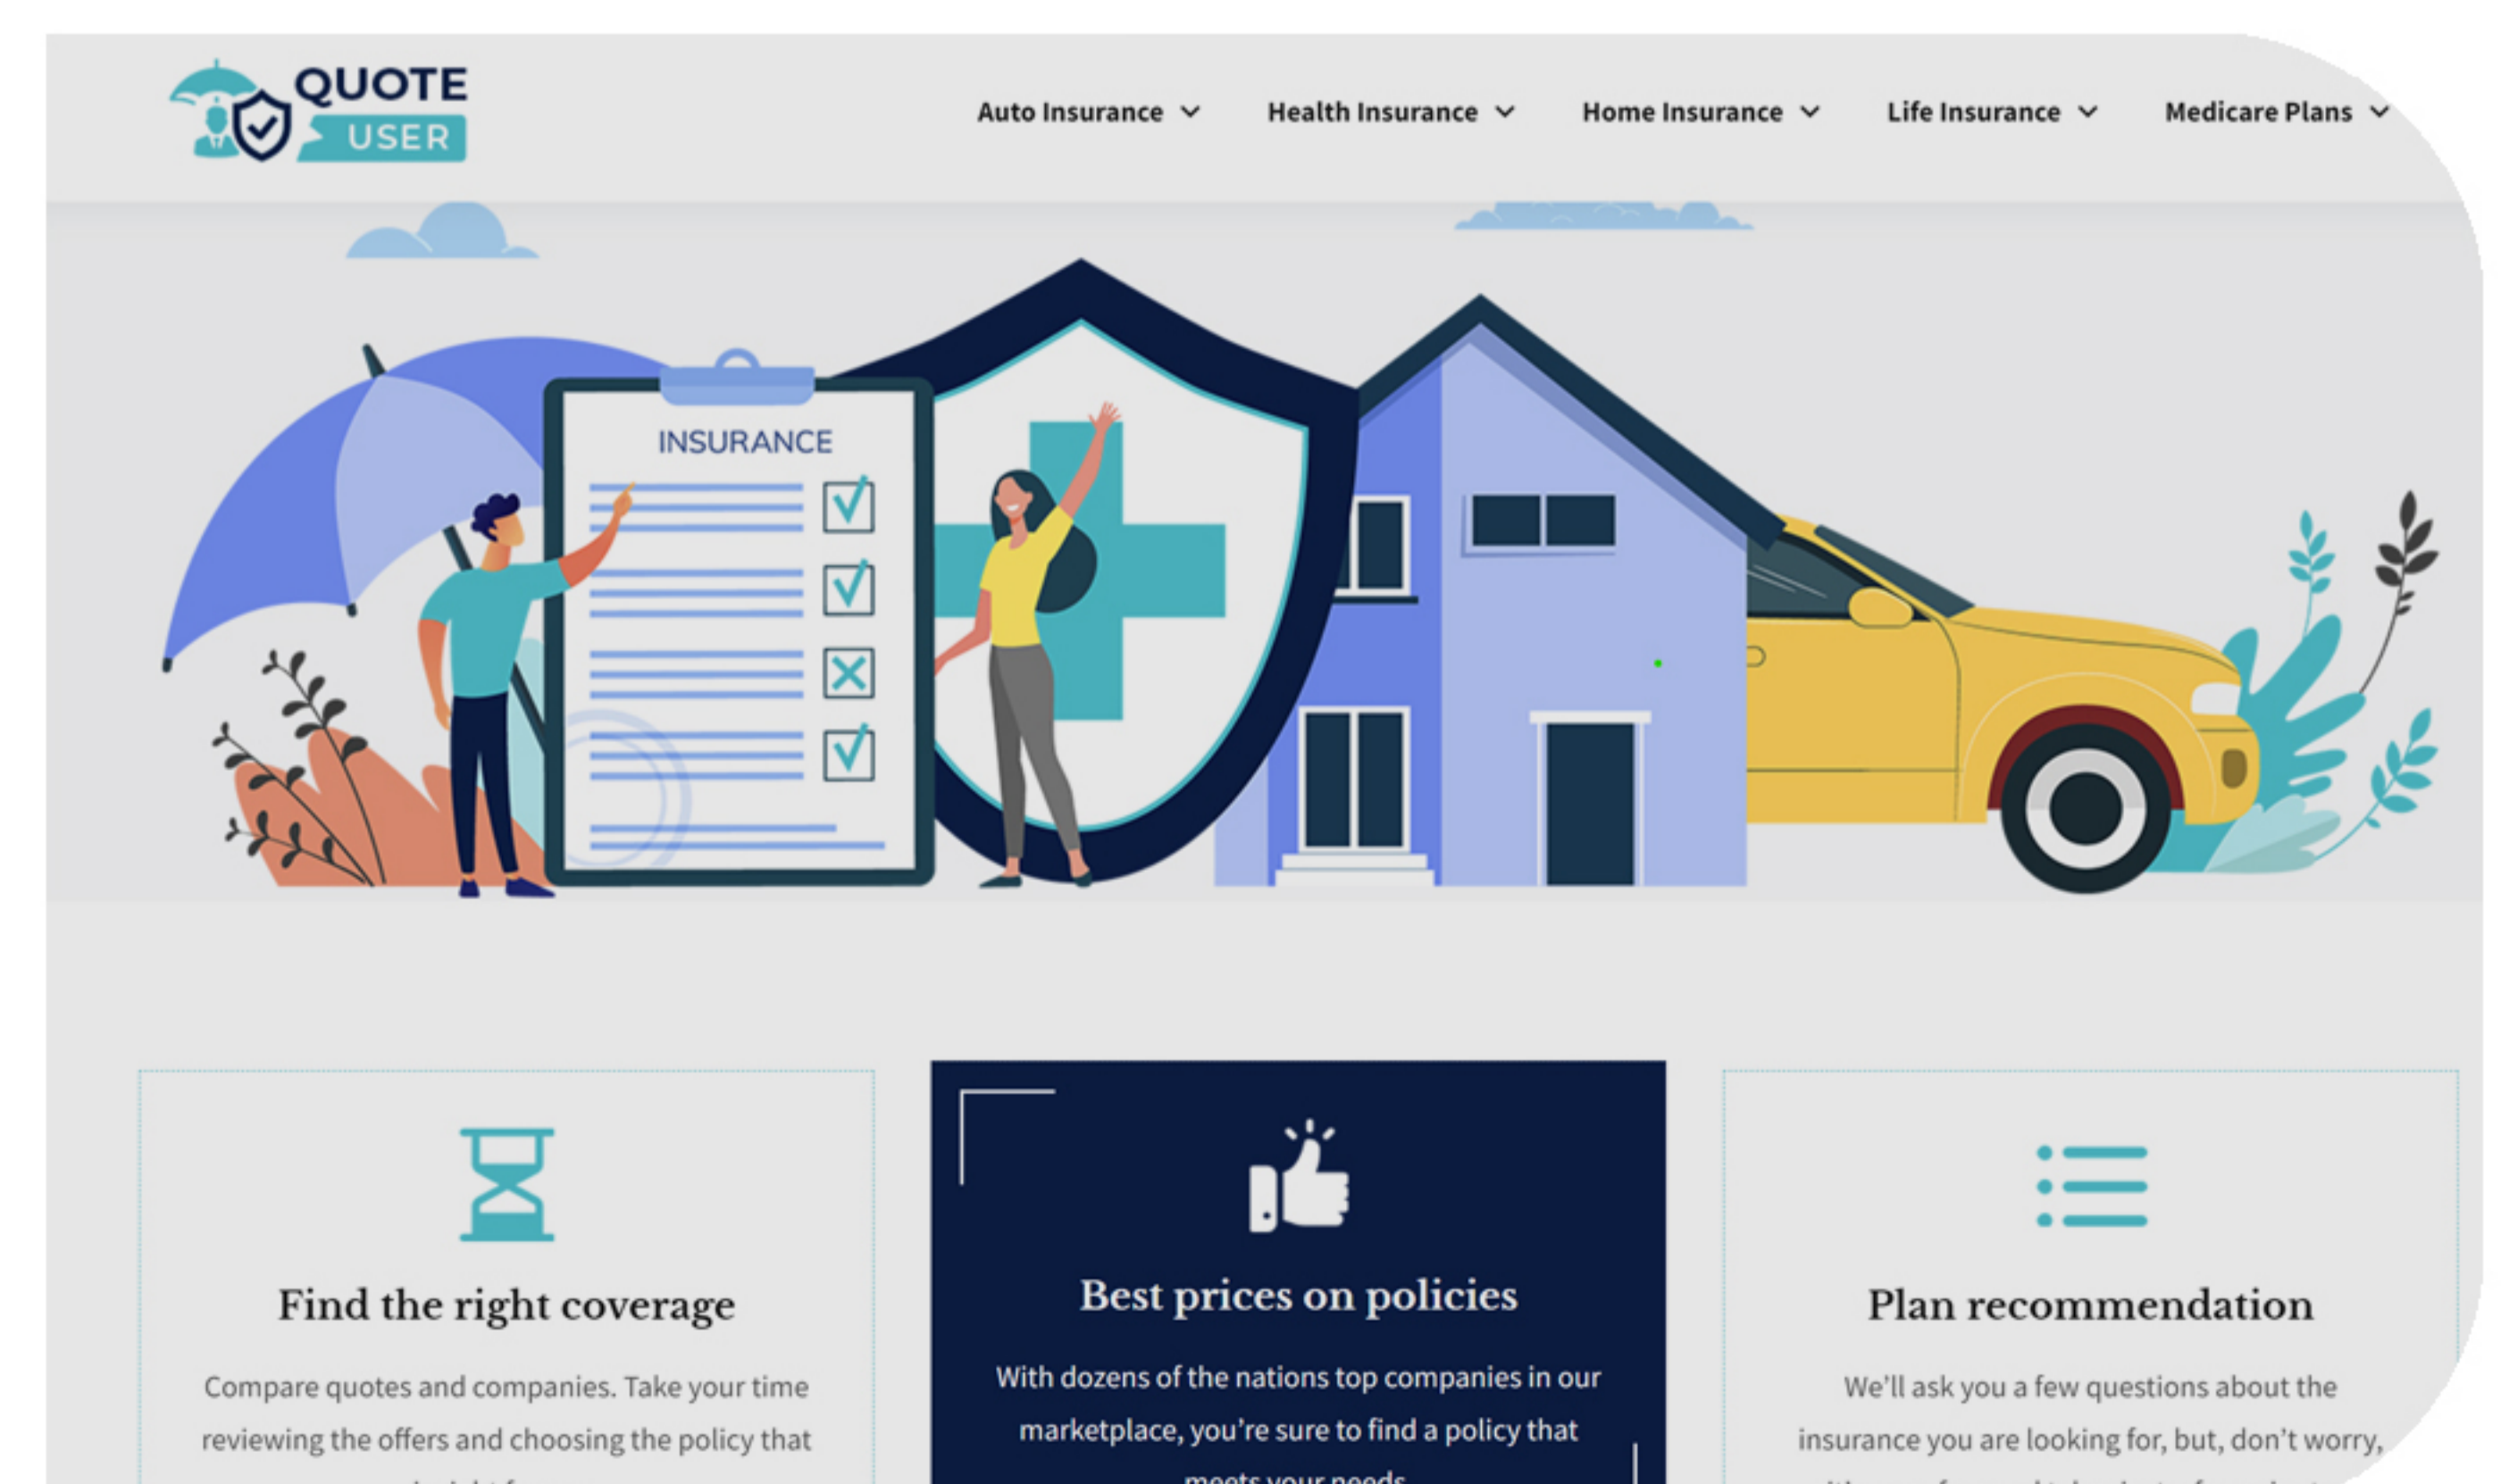 QUOTE
USER
Auto Insurance
Health Insurance
Home Insurance
Life Insurance
Medicare Plans
INSURANCE
Find the right coverage
Compare quotes and companies. Take your time
reviewing the offers and choosing the policy that
Best prices on policies
With dozens of the nations top companies in our
marketplace, you’re sure to find a policy that
meets your needs
Plan recommendation
We’ll ask you a few questions about the
insurance you are looking for, but, don’t worry,